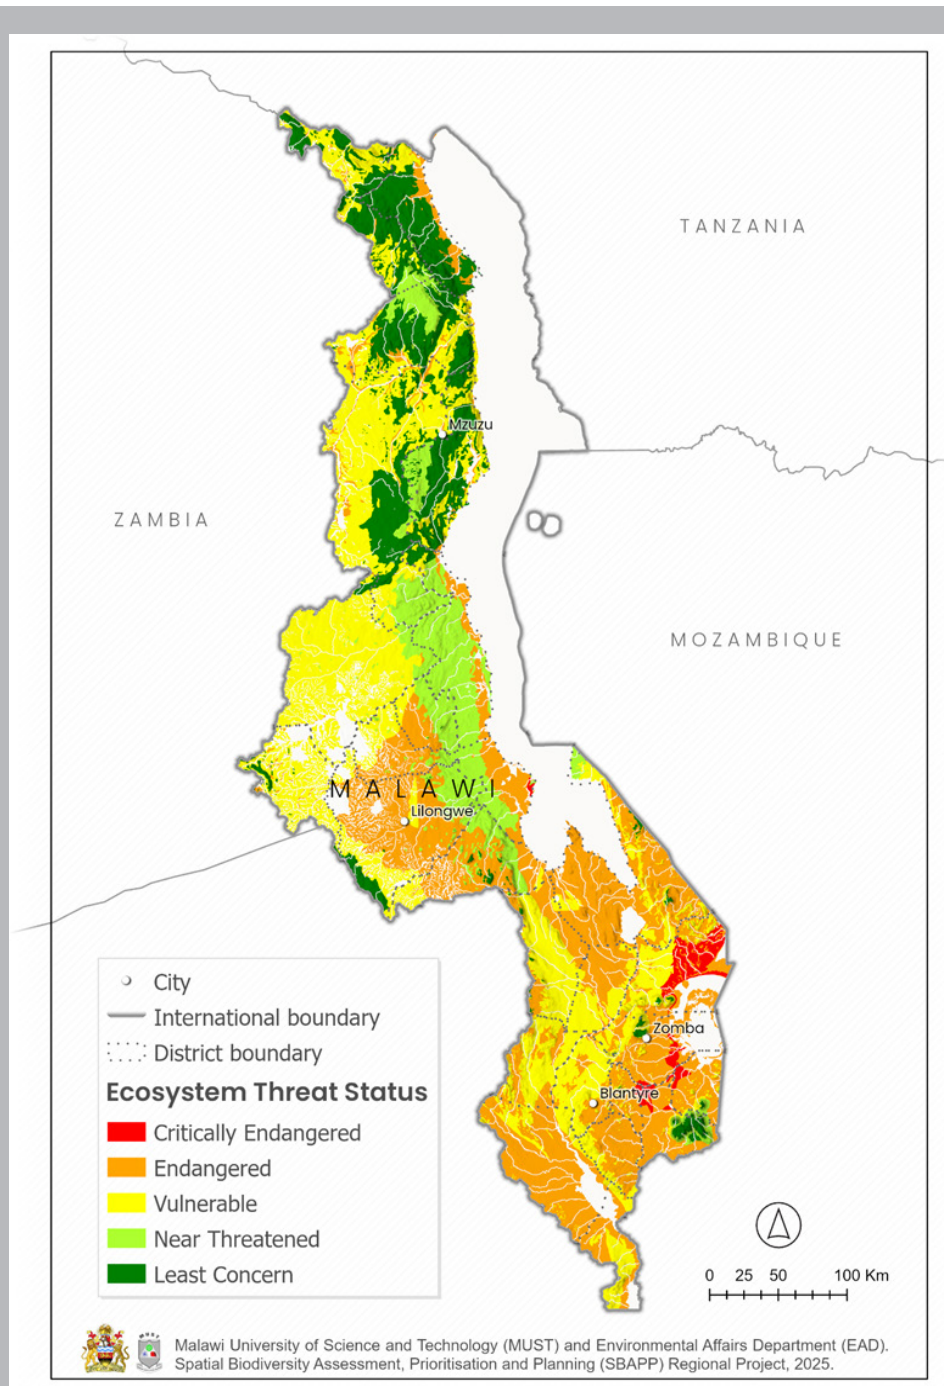 TANZANIA
Mzuzu
ZAMBIA
MOZAMBIQUE
MALAWI
Lilongwe
Zomba
Blantyre
City
International boundary
District boundary
Ecosystem Threat Status
Critically Endangered
Endangered
Vulnerable
Near Threatened
Least Concern
0 25 50 100 Km
MUST
Malawi University of Science and Technology (MUST) and Environmental Affairs Department (EAD).
Spatial Biodiversity Assessment, Prioritisation and Planning (SBAPP) Regional Project, 2025.